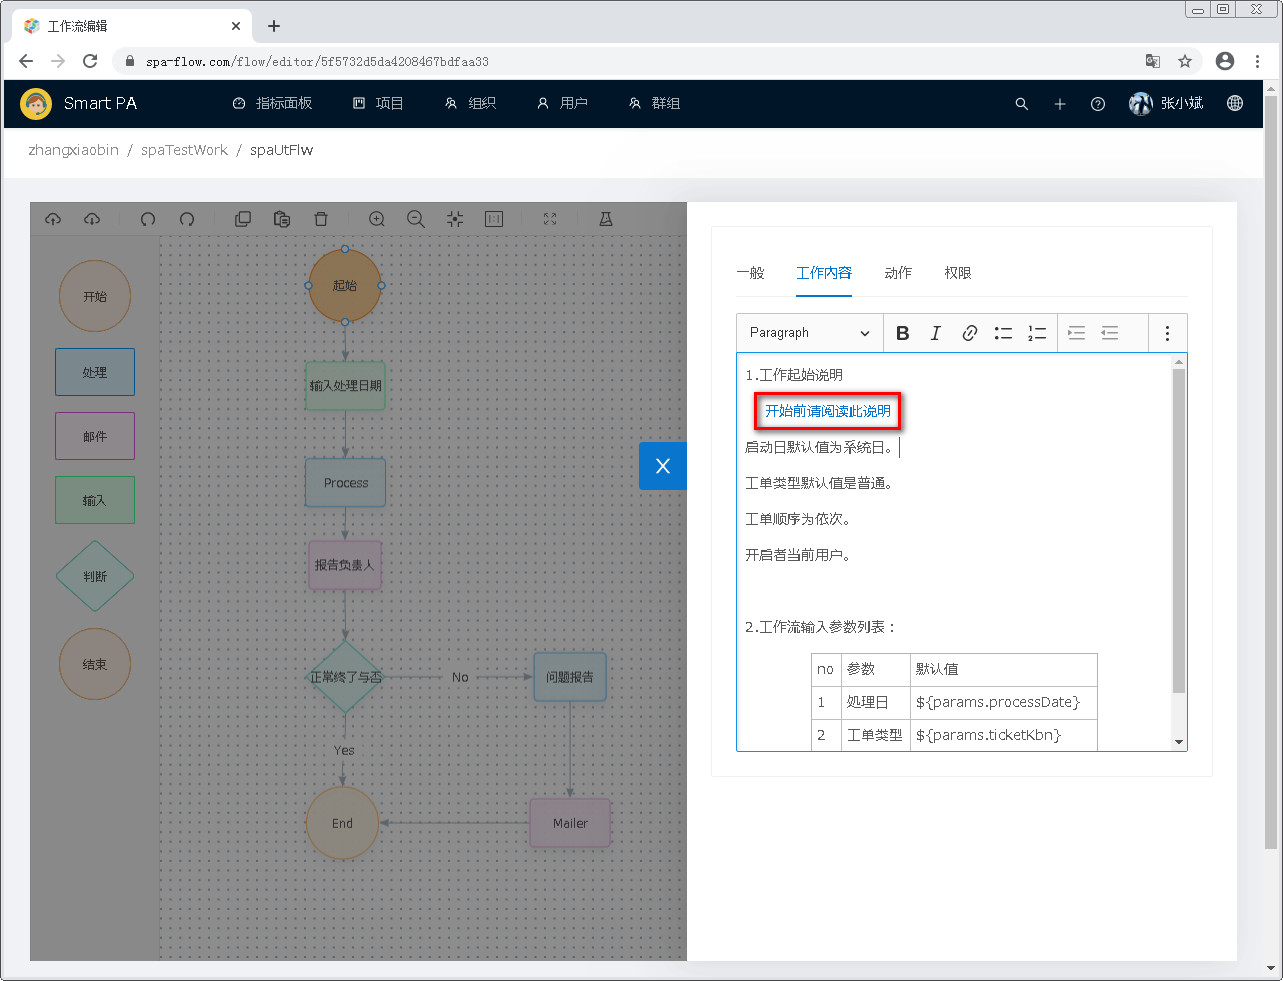 工作流编辑
spa-flow.com/flow/editor/5f5732d5da4208467bdfaa33
Smart PA
指标面板
项目
组织
用户
群组
张小斌
zhangxiaobin / spaTestWork / spaUtFlw
开始
处理
邮件
输入
判断
结束
起始
输入处理日期
Process
报告负责人
正常终了与否
No
问题报告
Yes
End
Mailer
一般
工作内容
动作
权限
Paragraph
1.工作起始说明
开始前请阅读此说明
启动日默认值为系统日。
工单类型默认值是普通。
工单顺序为依次。
开启者当前用户。
2.工作流输入参数列表：
no 参数 默认值
1 处理日 ${params.processDate}
2 工单类型 ${params.ticketKbn}